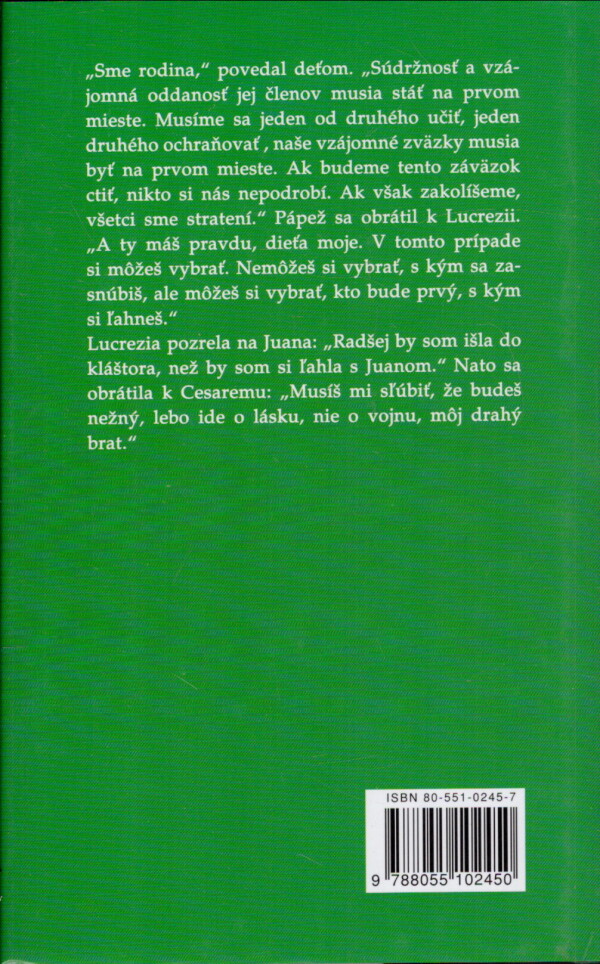 „Sme rodina,“ povedal deťom. „Súdržnosť a vzá-
jomná oddanosť jej členov musia stáť na prvom
mieste. Musíme sa jeden od druhého učiť, jeden
druhého ochraňovať , naše vzájomné zväzky musia
byť na prvom mieste. Ak budeme tento záväzok
ctiť, nikto si nás nepodrobí. Ak však zakolíšeme,
všetci sme stratení.“ Pápež sa obrátil k Lucrezii.
„A ty máš pravdu, dieťa moje. V tomto prípade
si môžeš vybrať. Nemôžeš si vybrať, s kým sa za-
snúbiš, ale môžeš si vybrať, kto bude prvý, s kým
si ľahneš.“
Lucrezia pozrela na Juana: „Radšej by som išla do
kláštora, než by som si ľahla s Juanom.“ Nato sa
obrátila k Cesaremu: „Musíš mi sľúbiť, že budeš
nežný, lebo ide o lásku, nie o vojnu, môj drahý
brat.“
ISBN 80-551-0245-7
9 788055 102450